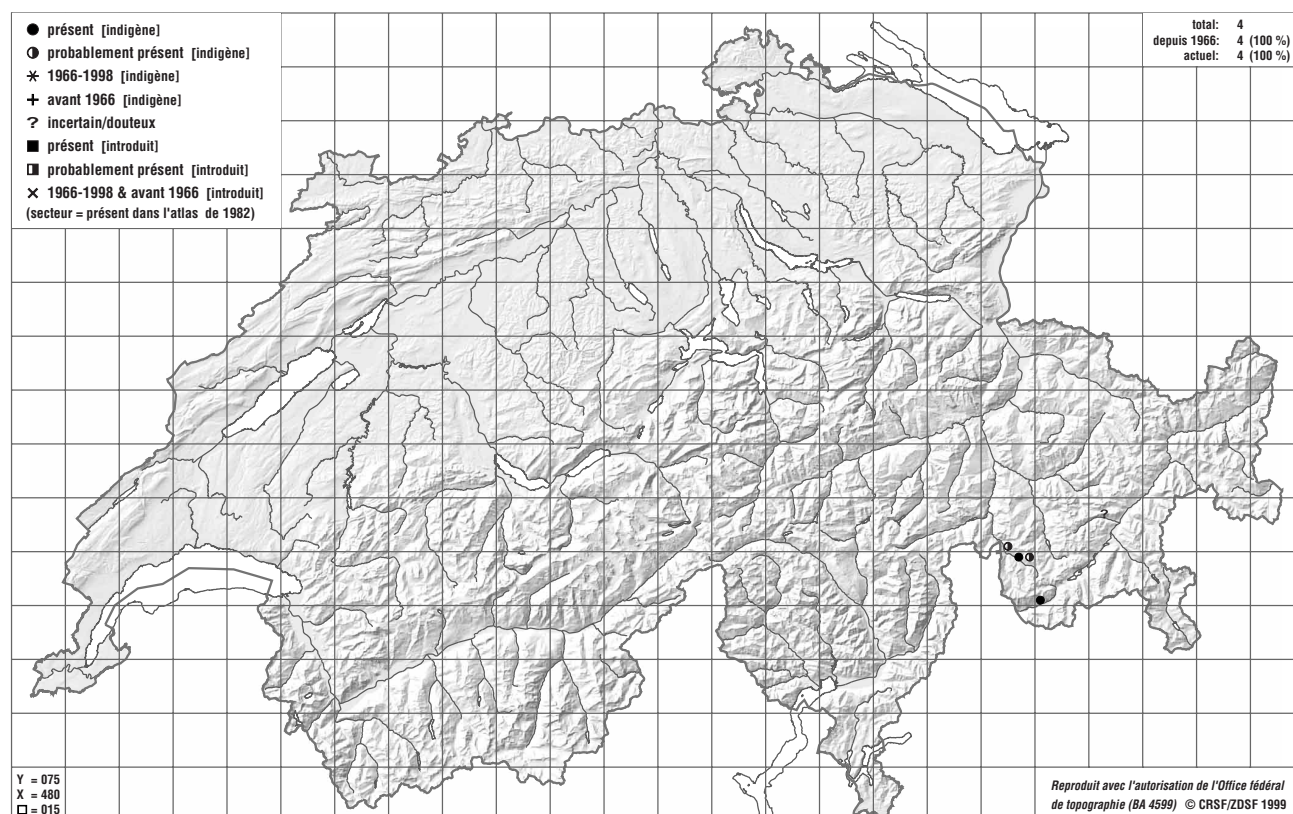 ● présent [indigène]
◑ probablement présent [indigène]
✳ 1966-1998 [indigène]
+ avant 1966 [indigène]
? incertain/douteux
■ présent [introduit]
◨ probablement présent [introduit]
× 1966-1998 & avant 1966 [introduit]
(secteur = présent dans l'atlas de 1982)
total: 4
depuis 1966: 4 (100 %)
actuel: 4 (100 %)
?
Y = 075
X = 480
□ = 015
Reproduit avec l'autorisation de l'Office fédéral
de topographie (BA 4599) © CRSF/ZDSF 1999